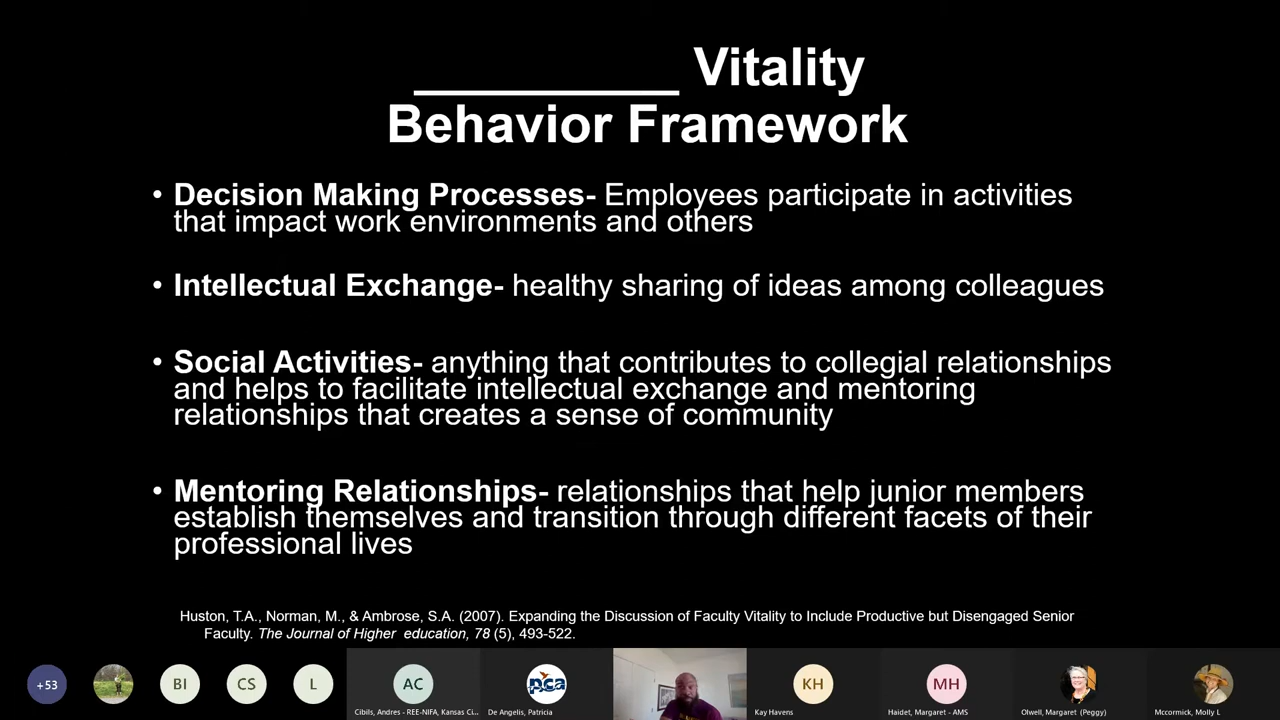 __________ Vitality
Behavior Framework
• Decision Making Processes- Employees participate in activities
that impact work environments and others
• Intellectual Exchange- healthy sharing of ideas among colleagues
• Social Activities- anything that contributes to collegial relationships
and helps to facilitate intellectual exchange and mentoring
relationships that creates a sense of community
• Mentoring Relationships- relationships that help junior members
establish themselves and transition through different facets of their
professional lives
Huston, T.A., Norman, M., & Ambrose, S.A. (2007). Expanding the Discussion of Faculty Vitality to Include Productive but Disengaged Senior
Faculty. The Journal of Higher education, 78 (5), 493-522.
+53 BI CS L AC pca KH MH
Cibils, Andres - REE-NIFA, Kansas Ci... De Angelis, Patricia Kay Havens Haidet, Margaret - AMS Olwell, Margaret (Peggy) Mccormick, Molly L